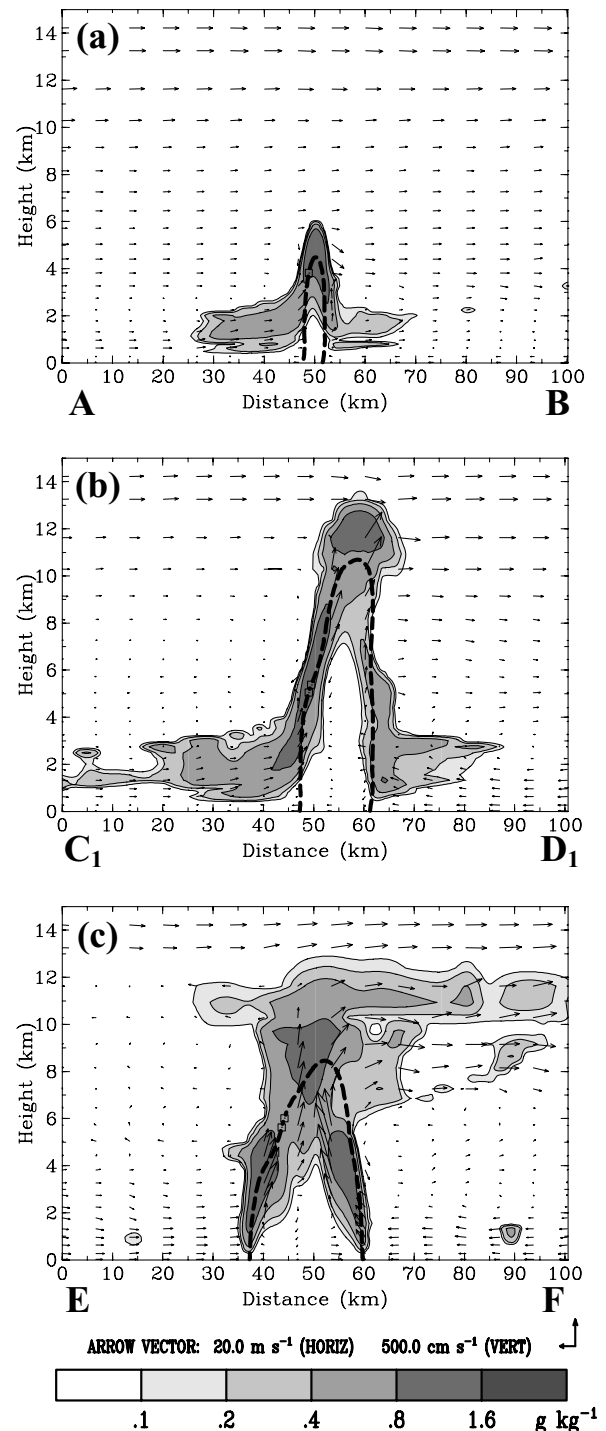 (a)
14
12
10
8
6
4
2
0
Height (km)
0 10 20 30 40 50 60 70 80 90 100
A Distance (km) B
(b)
14
12
10
8
6
4
2
0
Height (km)
0 10 20 30 40 50 60 70 80 90 100
C₁ Distance (km) D₁
(c)
14
12
10
8
6
4
2
0
Height (km)
0 10 20 30 40 50 60 70 80 90 100
E Distance (km) F
ARROW VECTOR: 20.0 m s⁻¹ (HORIZ) 500.0 cm s⁻¹ (VERT)
.1 .2 .4 .8 1.6 g kg⁻¹